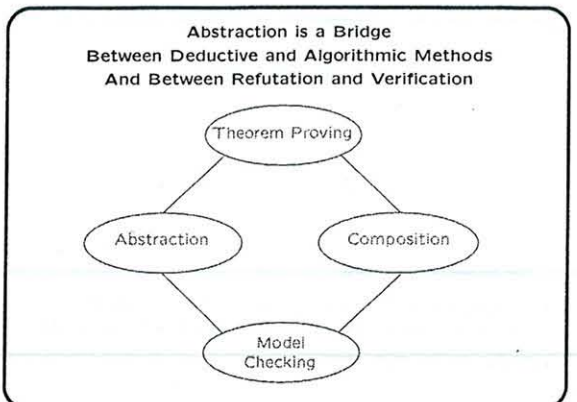 Abstraction is a Bridge
Between Deductive and Algorithmic Methods
And Between Refutation and Verification
Theorem Proving
Abstraction
Composition
Model
Checking